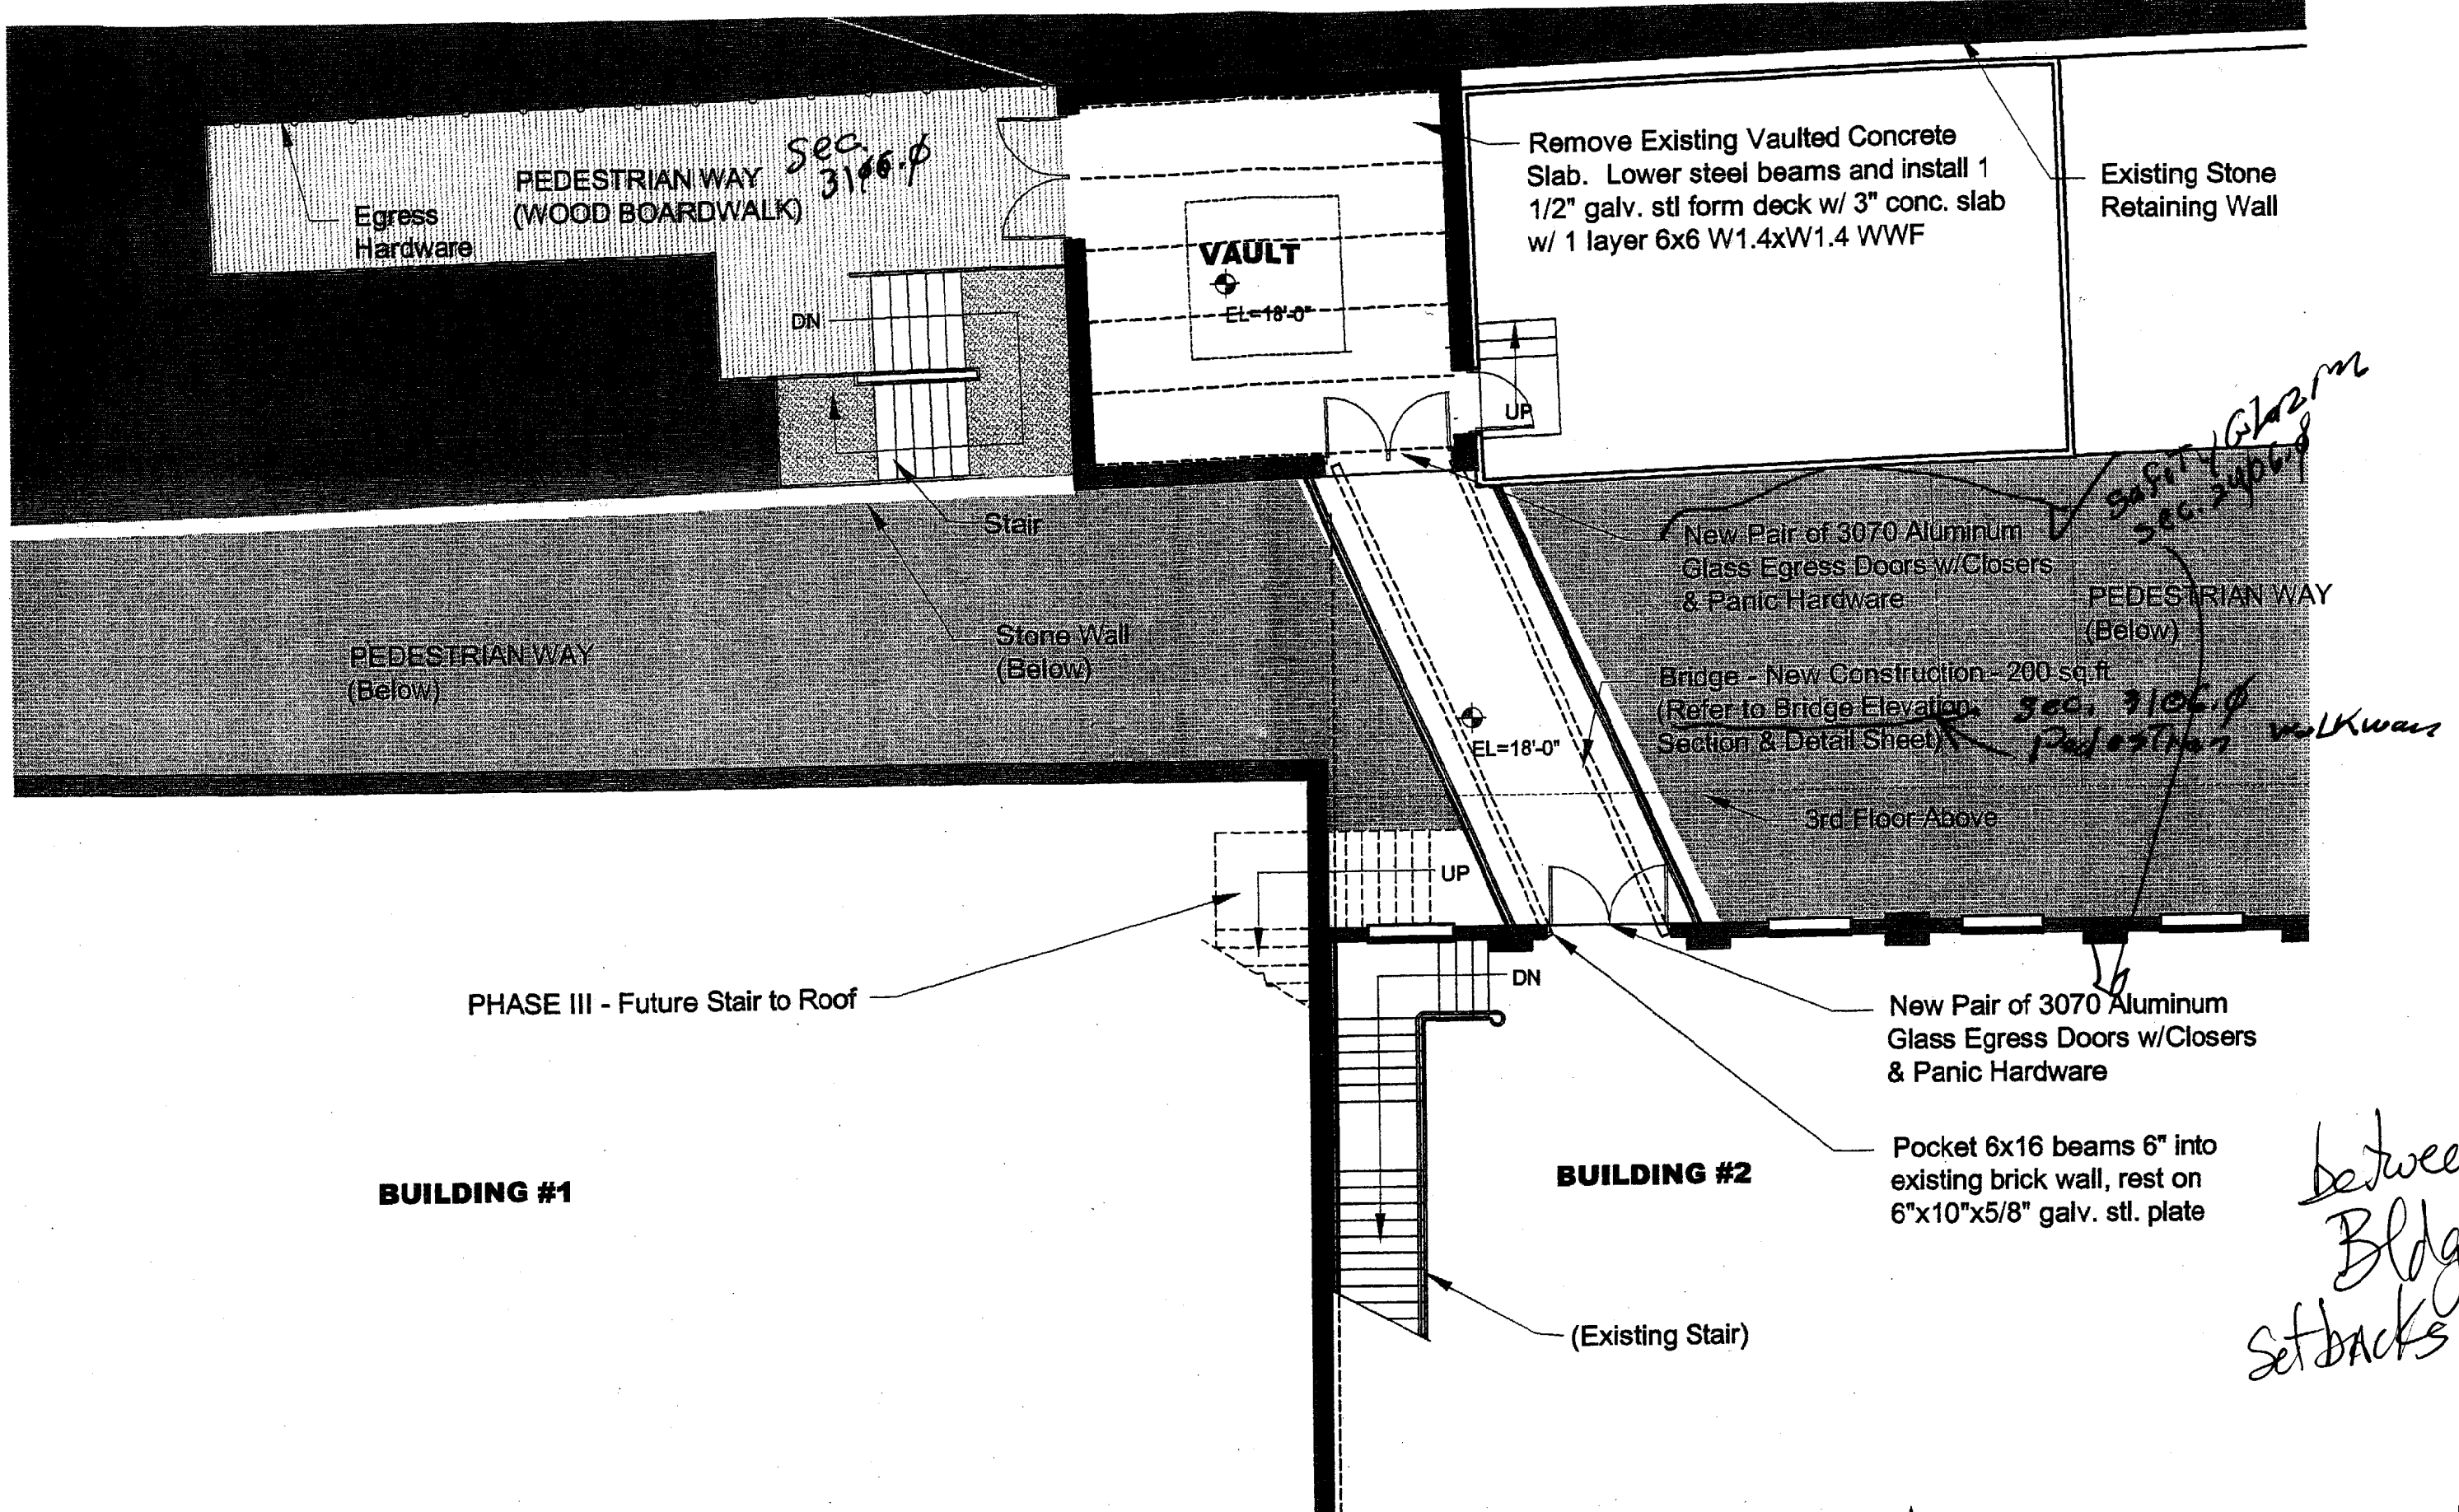 PEDESTRIAN WAY
(WOOD BOARDWALK)
sec.
3106.0
Egress
Hardware
VAULT
EL=18'-0"
DN
UP
Remove Existing Vaulted Concrete
Slab. Lower steel beams and install 1
1/2" galv. stl form deck w/ 3" conc. slab
w/ 1 layer 6x6 W1.4xW1.4 WWF
Existing Stone
Retaining Wall
Stair
Stone Wall
(Below)
PEDESTRIAN WAY
(Below)
New Pair of 3070 Aluminum
Glass Egress Doors w/Closers
& Panic Hardware
sec. 2406.0
PEDESTRIAN WAY
(Below)
Bridge - New Construction - 200 sq.ft.
(Refer to Bridge Elevation,
Section & Detail Sheet)
sec. 3106.0
EL=18'-0"
3rd Floor Above
UP
DN
PHASE III - Future Stair to Roof
New Pair of 3070 Aluminum
Glass Egress Doors w/Closers
& Panic Hardware
Pocket 6x16 beams 6" into
existing brick wall, rest on
6"x10"x5/8" galv. stl. plate
BUILDING #1
BUILDING #2
(Existing Stair)
Bldg
Setbacks